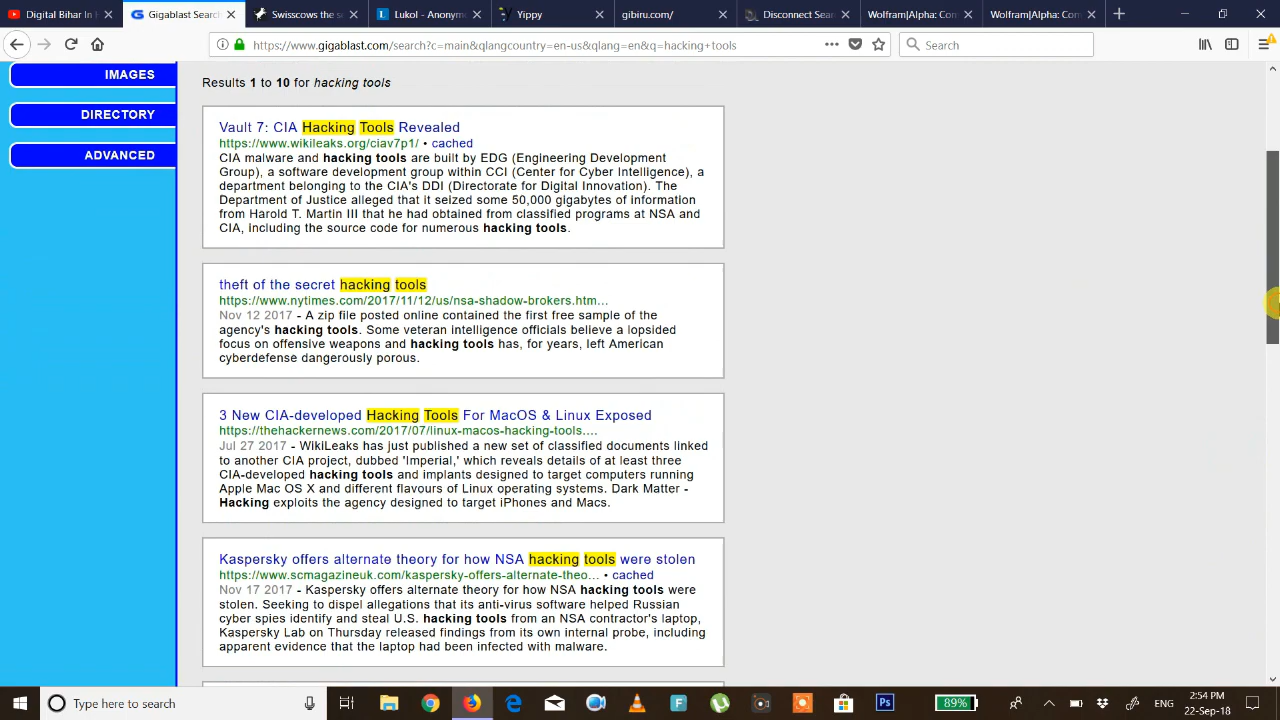 Digital Bihar In
Gigablast Searc
Swisscows the s
Lukol - Anonym
Yippy
gibiru.com/
Disconnect Sea
Wolfram|Alpha: Con
Wolfram|Alpha: Con
https://www.gigablast.com/search?c=main&qlangcountry=en-us&qlang=en&q=hacking+tools
Search
IMAGES
DIRECTORY
ADVANCED
Results 1 to 10 for hacking tools
Vault 7: CIA Hacking Tools Revealed
https://www.wikileaks.org/ciav7p1/ • cached
CIA malware and hacking tools are built by EDG (Engineering Development
Group), a software development group within CCI (Center for Cyber Intelligence), a
department belonging to the CIA's DDI (Directorate for Digital Innovation). The
Department of Justice alleged that it seized some 50,000 gigabytes of information
from Harold T. Martin III that he had obtained from classified programs at NSA and
CIA, including the source code for numerous hacking tools.
theft of the secret hacking tools
https://www.nytimes.com/2017/11/12/us/nsa-shadow-brokers.htm...
Nov 12 2017 - A zip file posted online contained the first free sample of the
agency's hacking tools. Some veteran intelligence officials believe a lopsided
focus on offensive weapons and hacking tools has, for years, left American
cyberdefense dangerously porous.
3 New CIA-developed Hacking Tools For MacOS & Linux Exposed
https://thehackernews.com/2017/07/linux-macos-hacking-tools....
Jul 27 2017 - WikiLeaks has just published a new set of classified documents linked
to another CIA project, dubbed 'Imperial,' which reveals details of at least three
CIA-developed hacking tools and implants designed to target computers running
Apple Mac OS X and different flavours of Linux operating systems. Dark Matter -
Hacking exploits the agency designed to target iPhones and Macs.
Kaspersky offers alternate theory for how NSA hacking tools were stolen
https://www.scmagazineuk.com/kaspersky-offers-alternate-theo... • cached
Nov 17 2017 - Kaspersky offers alternate theory for how NSA hacking tools were
stolen. Seeking to dispel allegations that its anti-virus software helped Russian
cyber spies identify and steal U.S. hacking tools from an NSA contractor's laptop,
Kaspersky Lab on Thursday released findings from its own internal probe, including
apparent evidence that the laptop had been infected with malware.
Type here to search
89%
ENG
2:54 PM
22-Sep-18